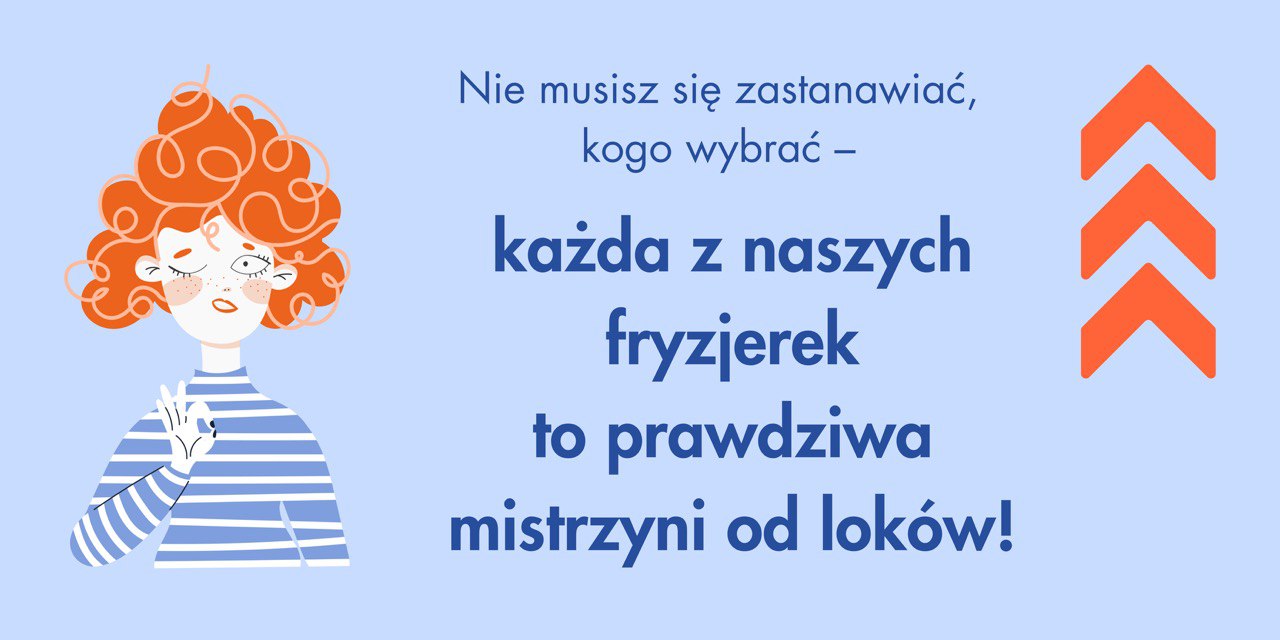 Nie musisz się zastanawiać,
kogo wybrać –
każda z naszych
fryzjerek
to prawdziwa
mistrzyni od loków!